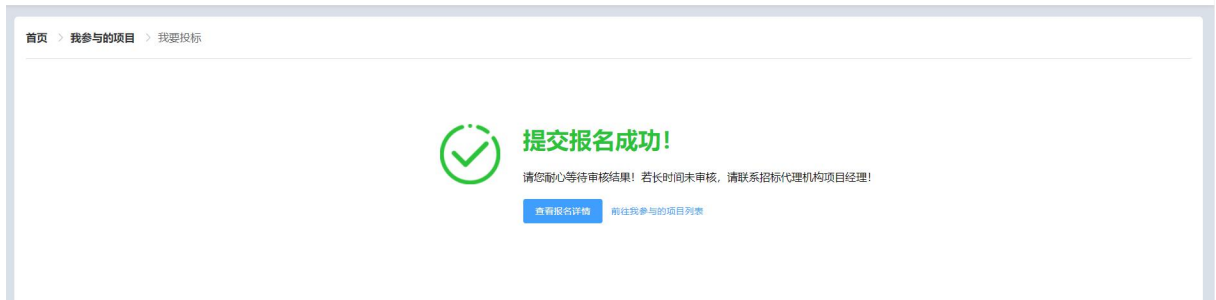 首页 > 我参与的项目 > 我要投标
提交报名成功！
请您耐心等待审核结果！若长时间未审核，请联系招标代理机构项目经理！
查看报名详情 前往我参与的项目列表